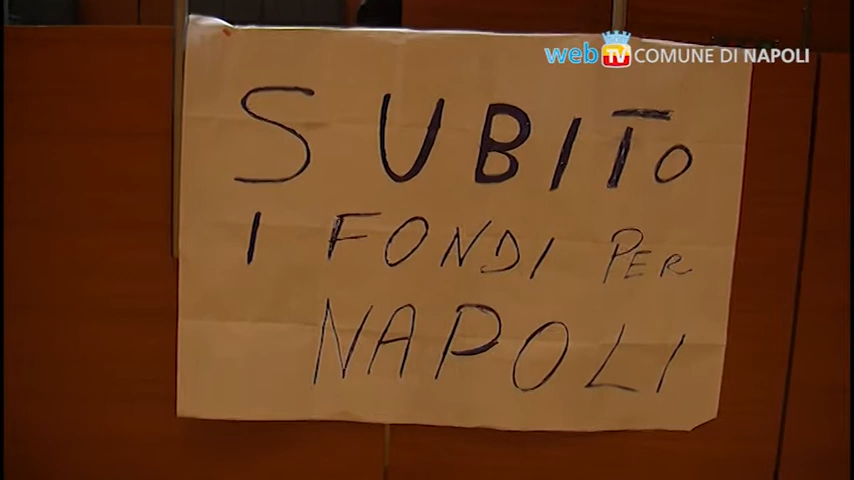 web TV COMUNE DI NAPOLI
SUBITO
I FONDI PER
NAPOLI